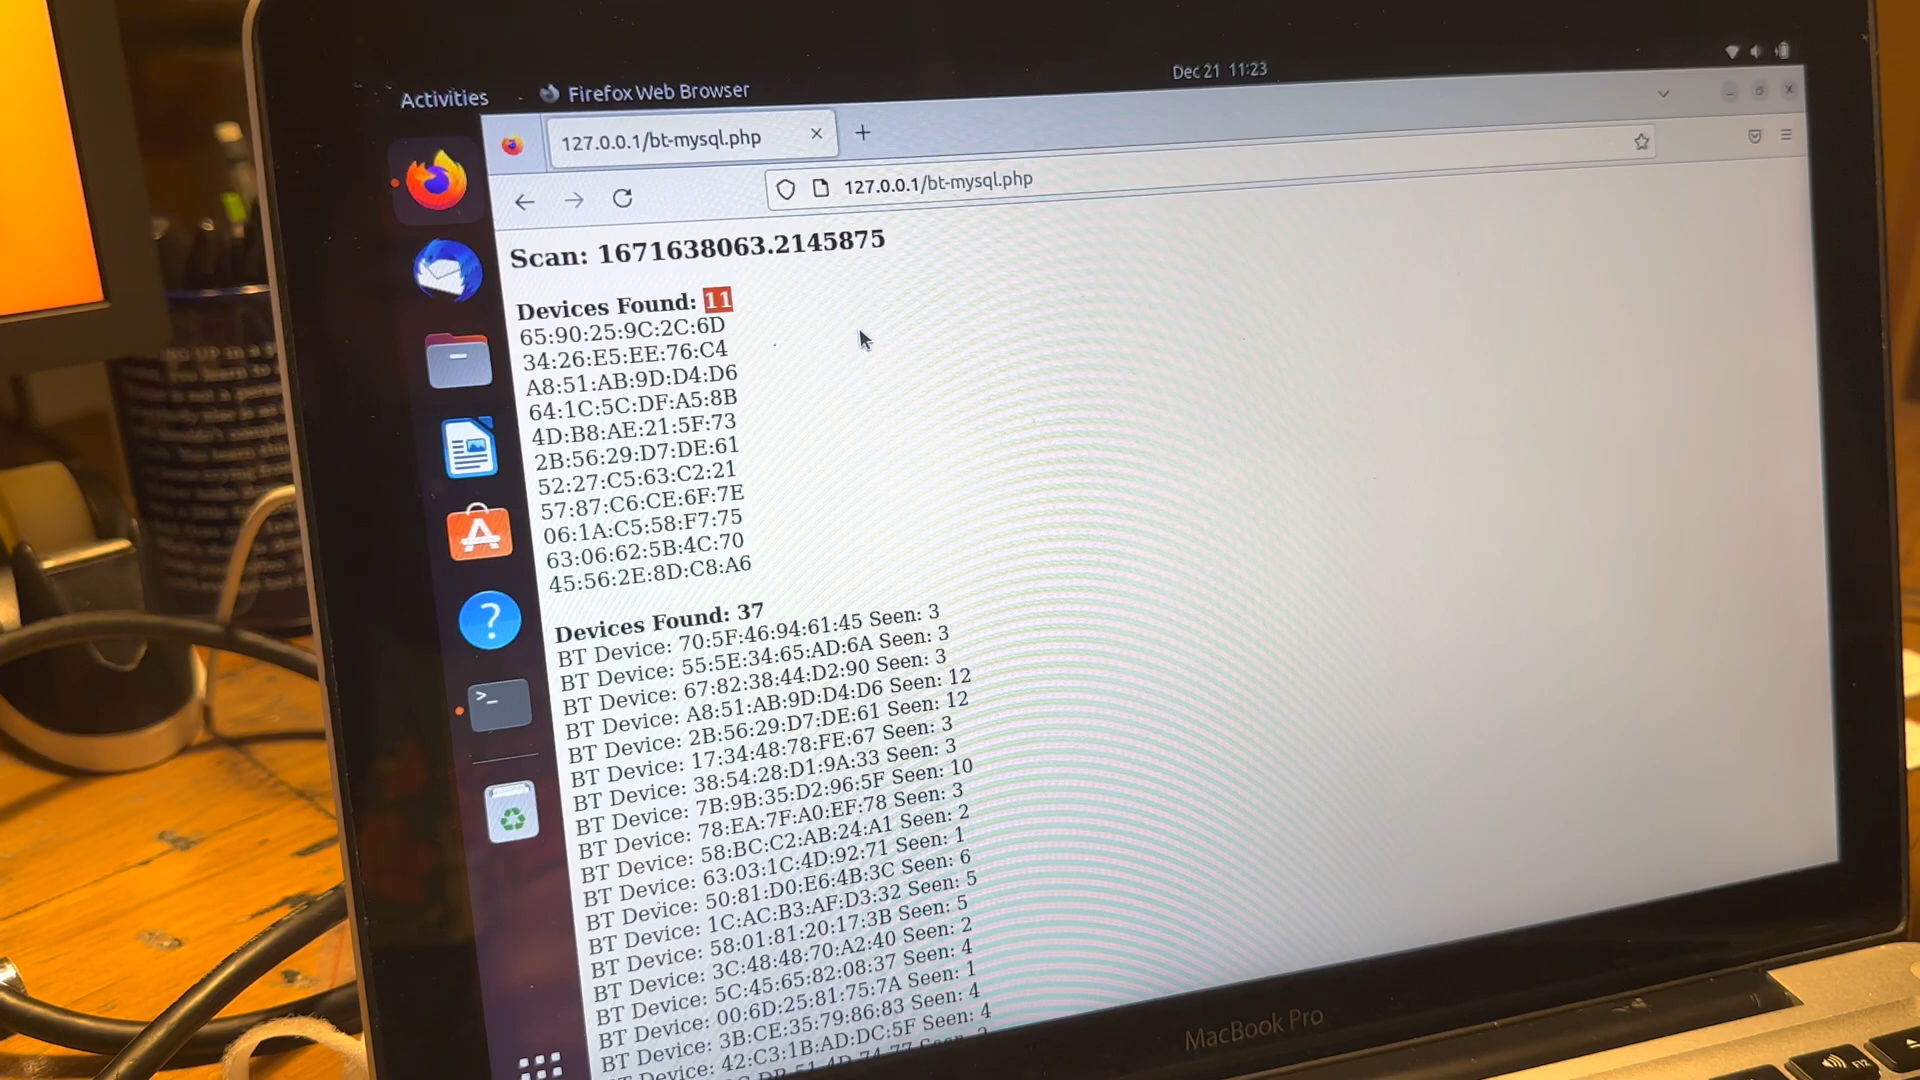 Activities
Firefox Web Browser
Dec 21 11:23
127.0.0.1/bt-mysql.php
127.0.0.1/bt-mysql.php
Scan: 1671638063.2145875
Devices Found: 11
65:90:25:9C:2C:6D
34:26:E5:EE:76:C4
A8:51:AB:9D:D4:D6
64:1C:5C:DF:A5:8B
4D:B8:AE:21:5F:73
2B:56:29:D7:DE:61
52:27:C5:63:C2:21
57:87:C6:CE:6F:7E
06:1A:C5:58:F7:75
63:06:62:5B:4C:70
45:56:2E:8D:C8:A6
Devices Found: 37
BT Device: 70:5F:46:94:61:45 Seen: 3
BT Device: 55:5E:34:65:AD:6A Seen: 3
BT Device: 67:82:38:44:D2:90 Seen: 3
BT Device: A8:51:AB:9D:D4:D6 Seen: 12
BT Device: 2B:56:29:D7:DE:61 Seen: 12
BT Device: 17:34:48:78:FE:67 Seen: 3
BT Device: 38:54:28:D1:9A:33 Seen: 3
BT Device: 7B:9B:35:D2:96:5F Seen: 10
BT Device: 78:EA:7F:A0:EF:78 Seen: 3
BT Device: 58:BC:C2:AB:24:A1 Seen: 2
BT Device: 63:03:1C:4D:92:71 Seen: 1
BT Device: 50:81:D0:E6:4B:3C Seen: 6
BT Device: 1C:AC:B3:AF:D3:32 Seen: 5
BT Device: 58:01:81:20:17:3B Seen: 5
BT Device: 3C:48:48:70:A2:40 Seen: 2
BT Device: 5C:45:65:82:08:37 Seen: 4
BT Device: 00:6D:25:81:75:7A Seen: 1
BT Device: 3B:CE:35:79:86:83 Seen: 4
BT Device: 42:C3:1B:AD:DC:5F Seen: 4
MacBook Pro
F12